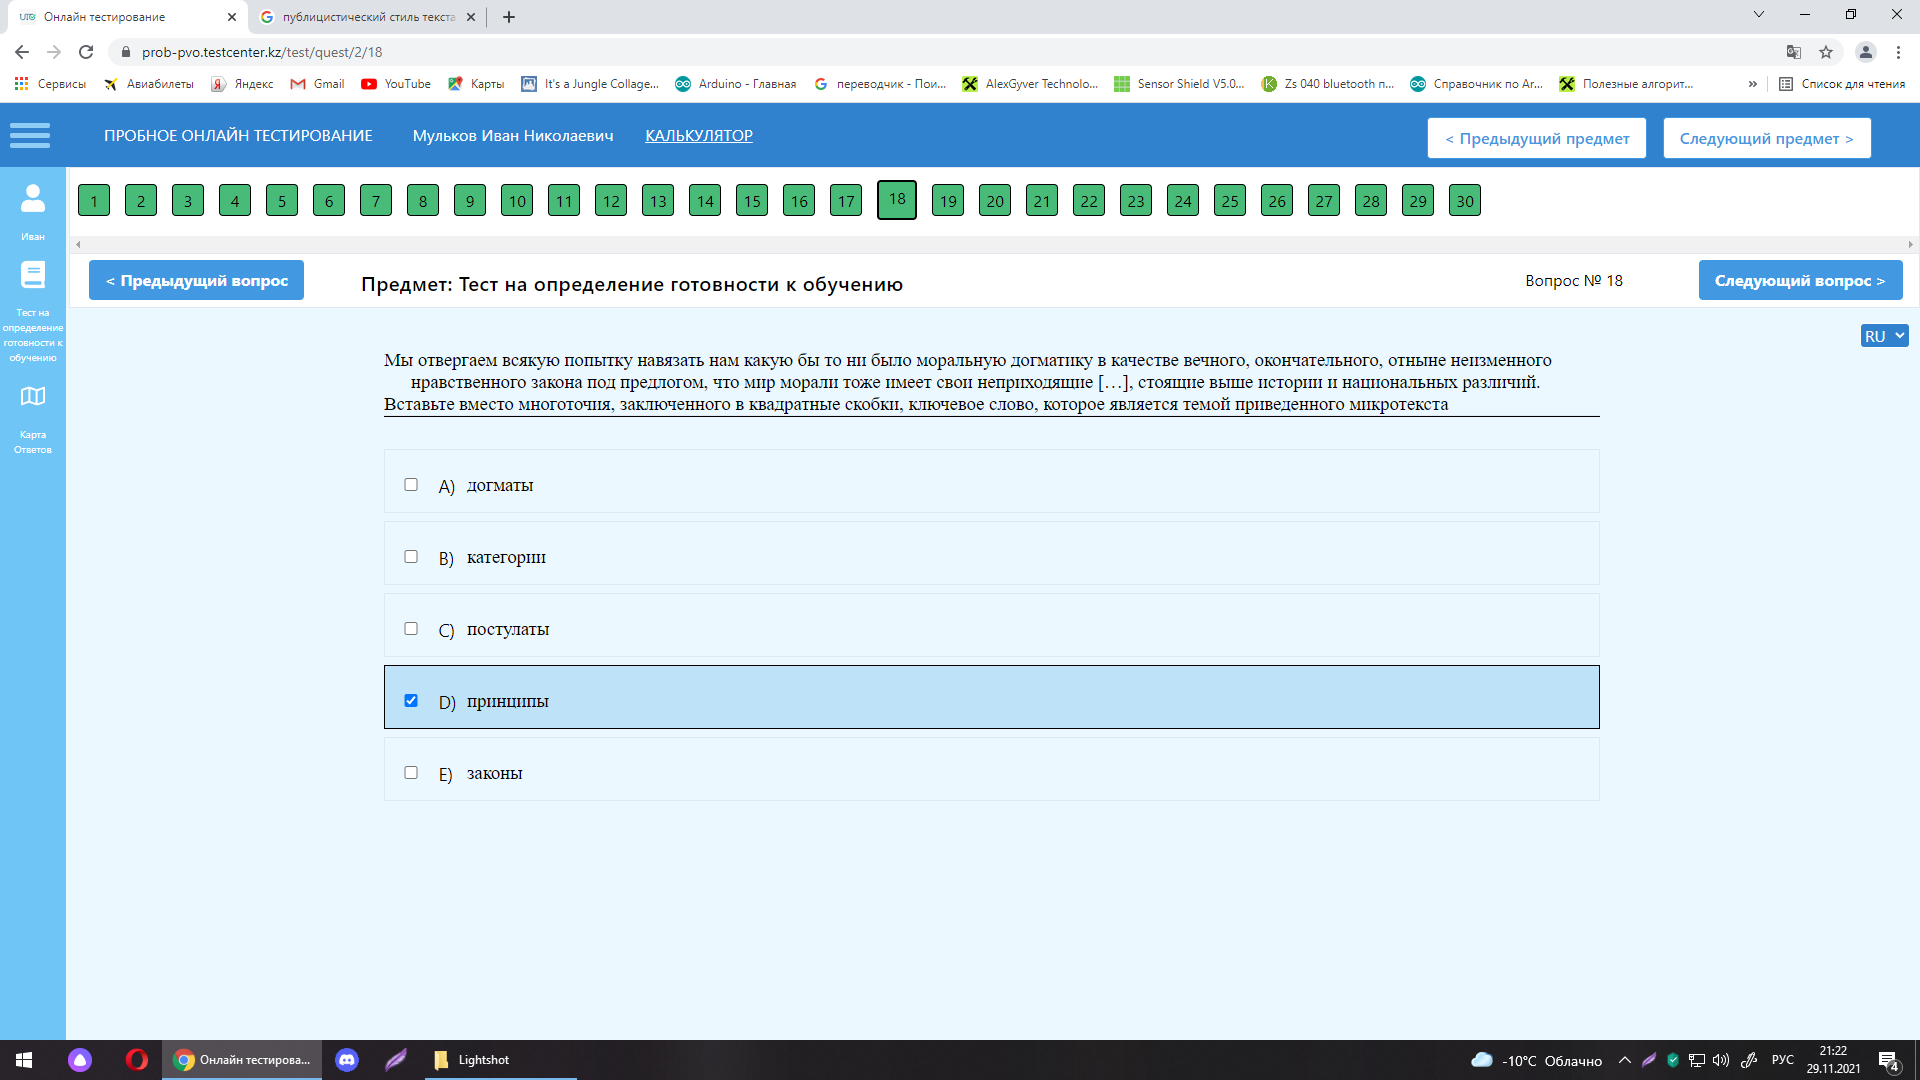 Онлайн тестирование
публицистический стиль текста
prob-pvo.testcenter.kz/test/quest/2/18
Сервисы Авиабилеты Яндекс Gmail YouTube Карты It's a Jungle Collage... Arduino - Главная переводчик - Пои... AlexGyver Technolo... Sensor Shield V5.0... Zs 040 bluetooth п... Справочник по Ar... Полезные алгорит... » Список для чтения
ПРОБНОЕ ОНЛАЙН ТЕСТИРОВАНИЕ Мульков Иван Николаевич КАЛЬКУЛЯТОР < Предыдущий предмет Следующий предмет >
1 2 3 4 5 6 7 8 9 10 11 12 13 14 15 16 17 18 19 20 21 22 23 24 25 26 27 28 29 30
Иван
Тест на
определение
готовности к
обучению
Карта
Ответов
< Предыдущий вопрос Предмет: Тест на определение готовности к обучению Вопрос № 18 Следующий вопрос >
RU
Мы отвергаем всякую попытку навязать нам какую бы то ни было моральную догматику в качестве вечного, окончательного, отныне неизменного
нравственного закона под предлогом, что мир морали тоже имеет свои неприходящие […], стоящие выше истории и национальных различий.
Вставьте вместо многоточия, заключенного в квадратные скобки, ключевое слово, которое является темой приведенного микротекста
A) догматы
B) категории
C) постулаты
D) принципы
E) законы
Онлайн тестирова... Lightshot -10°C Облачно РУС 21:22
29.11.2021
4